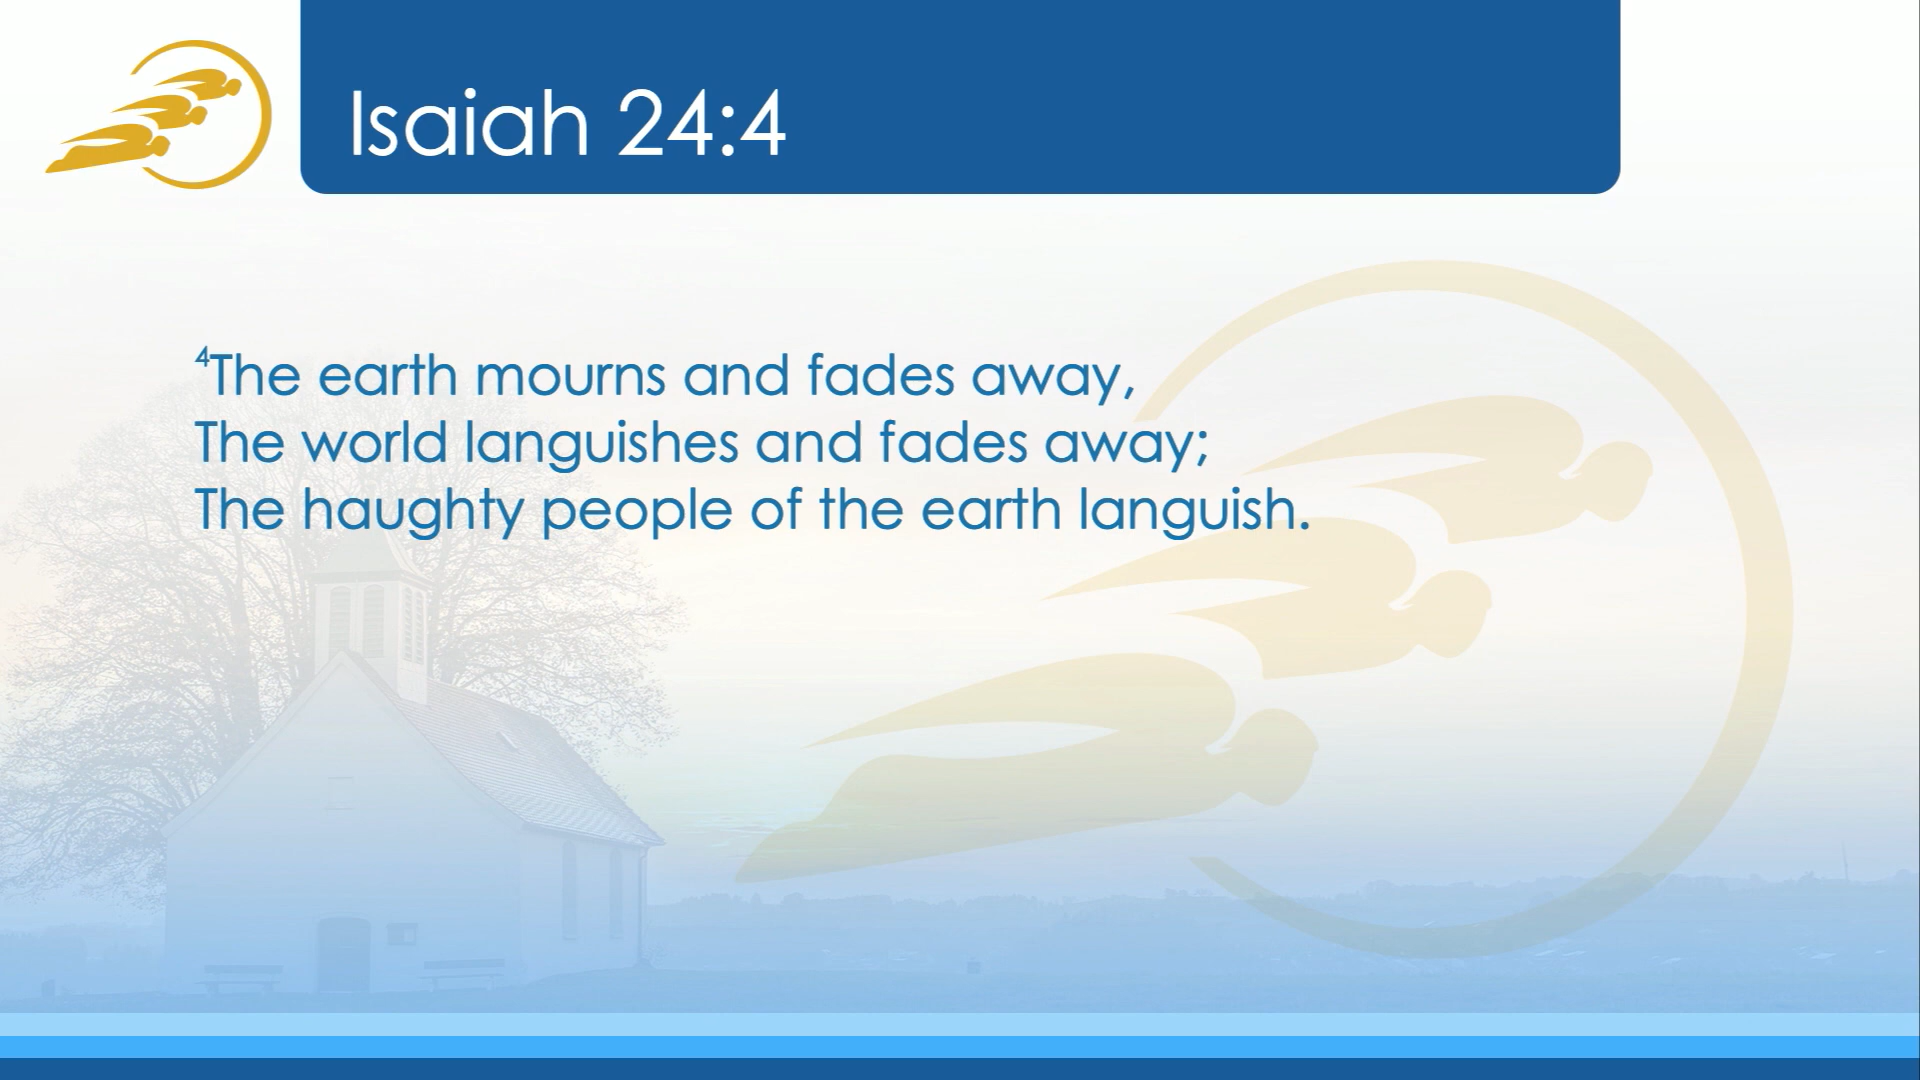 Isaiah 24:4
⁴The earth mourns and fades away,
The world languishes and fades away;
The haughty people of the earth languish.